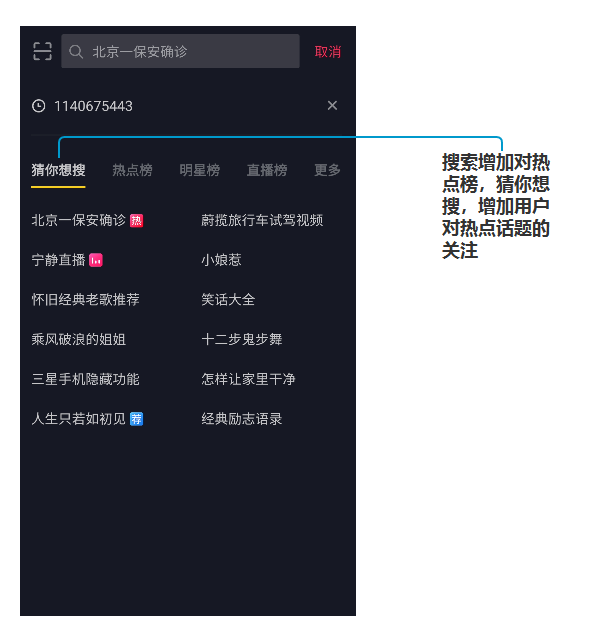 北京一保安确诊
取消
1140675443
猜你想搜 热点榜 明星榜 直播榜 更多
北京一保安确诊 热 蔚揽旅行车试驾视频
宁静直播 小娘惹
怀旧经典老歌推荐 笑话大全
乘风破浪的姐姐 十二步鬼步舞
三星手机隐藏功能 怎样让家里干净
人生只若如初见 荐 经典励志语录
搜索增加对热
点榜，猜你想
搜，增加用户
对热点话题的
关注